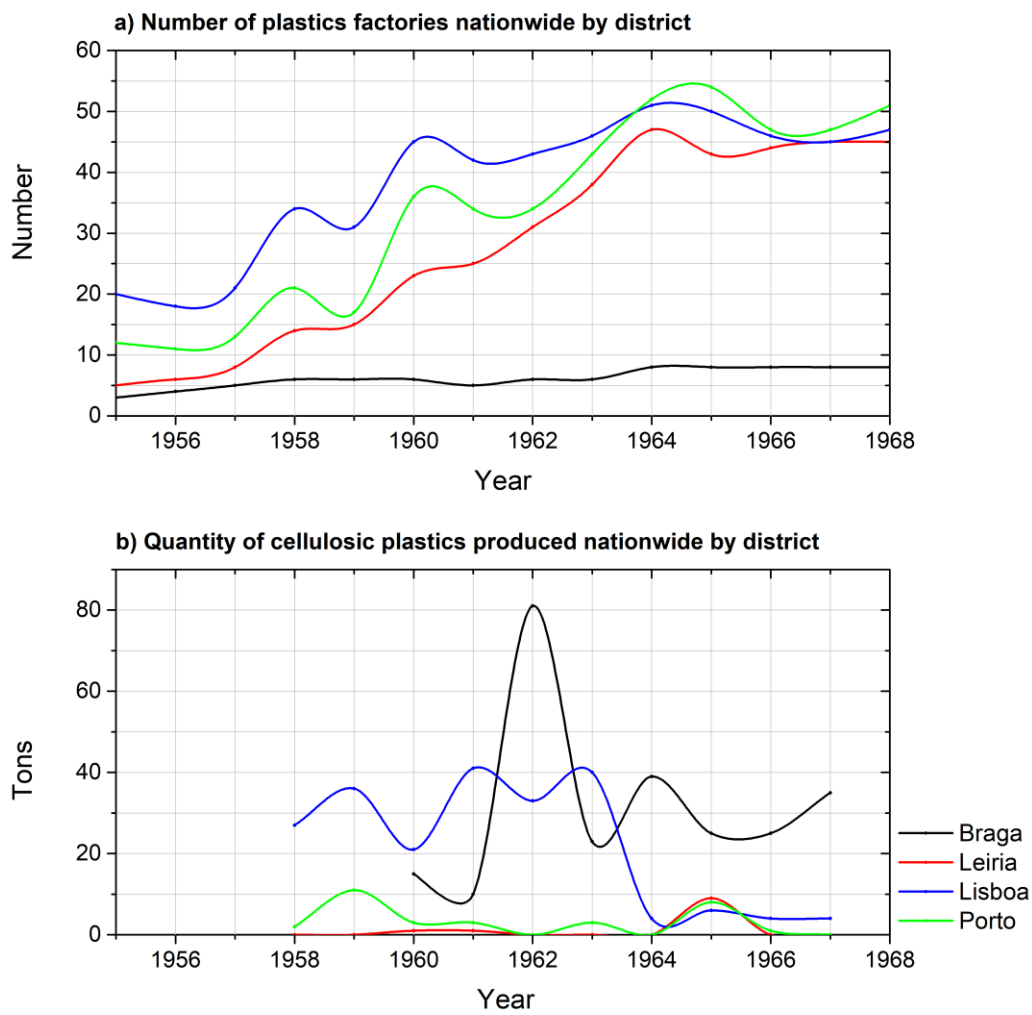 a) Number of plastics factories nationwide by district
60
50
40
30
20
10
0
Number
1956 1958 1960 1962 1964 1966 1968
Year
b) Quantity of cellulosic plastics produced nationwide by district
80
60
40
20
0
Tons
1956 1958 1960 1962 1964 1966 1968
Year
Braga
Leiria
Lisboa
Porto